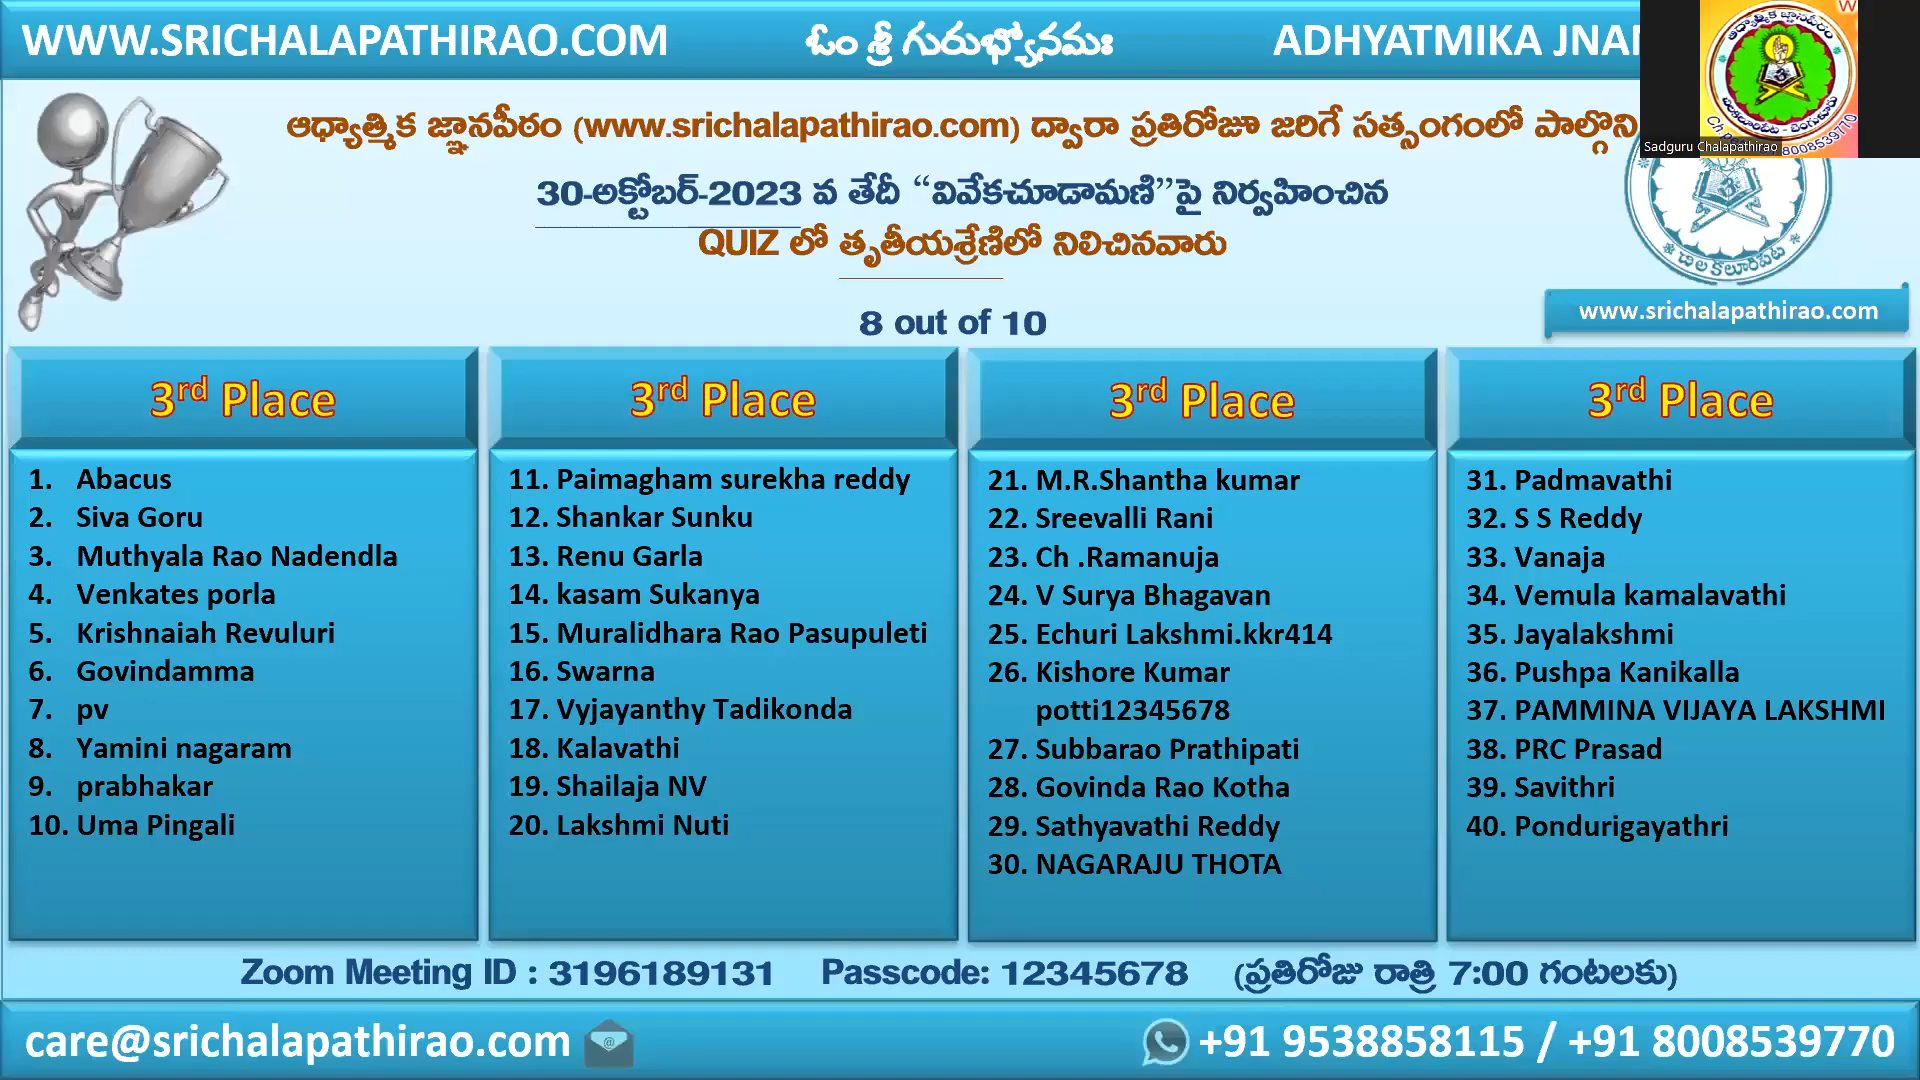 WWW.SRICHALAPATHIRAO.COM
ఓం శ్రీ గురుభ్యోనమః
ADHYATMIKA
ఆధ్యాత్మిక జ్ఞానపీఠం (www.srichalapathirao.com) ద్వారా ప్రతిరోజూ జరిగే సత్సంగంలో పాల్గొని
Sadguru Chalapathirao
8008539770
30-అక్టోబర్-2023 వ తేదీ “వివేకచూడామణి”పై నిర్వహించిన
QUIZ లో తృతీయశ్రేణిలో నిలిచినవారు
చిలకలూరిపేట
www.srichalapathirao.com
8 out of 10
3rd Place
1. Abacus
2. Siva Goru
3. Muthyala Rao Nadendla
4. Venkates porla
5. Krishnaiah Revuluri
6. Govindamma
7. pv
8. Yamini nagaram
9. prabhakar
10. Uma Pingali
3rd Place
11. Paimagham surekha reddy
12. Shankar Sunku
13. Renu Garla
14. kasam Sukanya
15. Muralidhara Rao Pasupuleti
16. Swarna
17. Vyjayanthy Tadikonda
18. Kalavathi
19. Shailaja NV
20. Lakshmi Nuti
3rd Place
21. M.R.Shantha kumar
22. Sreevalli Rani
23. Ch .Ramanuja
24. V Surya Bhagavan
25. Echuri Lakshmi.kkr414
26. Kishore Kumar
potti12345678
27. Subbarao Prathipati
28. Govinda Rao Kotha
29. Sathyavathi Reddy
30. NAGARAJU THOTA
3rd Place
31. Padmavathi
32. S S Reddy
33. Vanaja
34. Vemula kamalavathi
35. Jayalakshmi
36. Pushpa Kanikalla
37. PAMMINA VIJAYA LAKSHMI
38. PRC Prasad
39. Savithri
40. Pondurigayathri
Zoom Meeting ID : 3196189131 Passcode: 12345678 (ప్రతిరోజు రాత్రి 7:00 గంటలకు)
care@srichalapathirao.com
+91 9538858115 / +91 8008539770